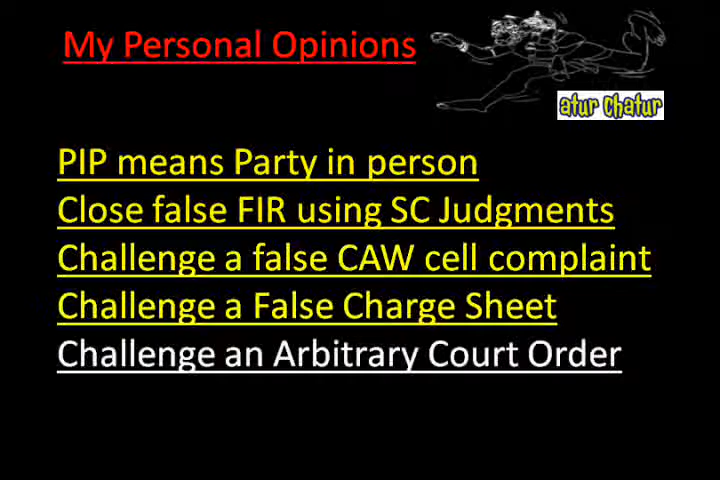 My Personal Opinions
atur chatur
PIP means Party in person
Close false FIR using SC Judgments
Challenge a false CAW cell complaint
Challenge a False Charge Sheet
Challenge an Arbitrary Court Order